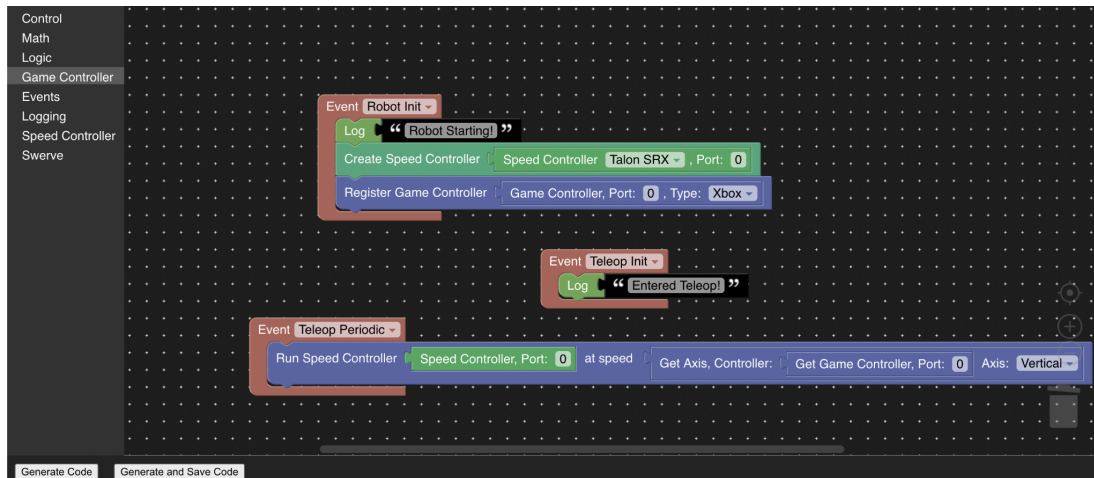 Control
Math
Logic
Game Controller
Events
Logging
Speed Controller
Swerve
Event Robot Init
Log “ Robot Starting! ”
Create Speed Controller Speed Controller Talon SRX , Port: 0
Register Game Controller Game Controller, Port: 0 , Type: Xbox
Event Teleop Init
Log “ Entered Teleop! ”
Event Teleop Periodic
Run Speed Controller Speed Controller, Port: 0 at speed Get Axis, Controller: Get Game Controller, Port: 0 Axis: Vertical
Generate Code Generate and Save Code